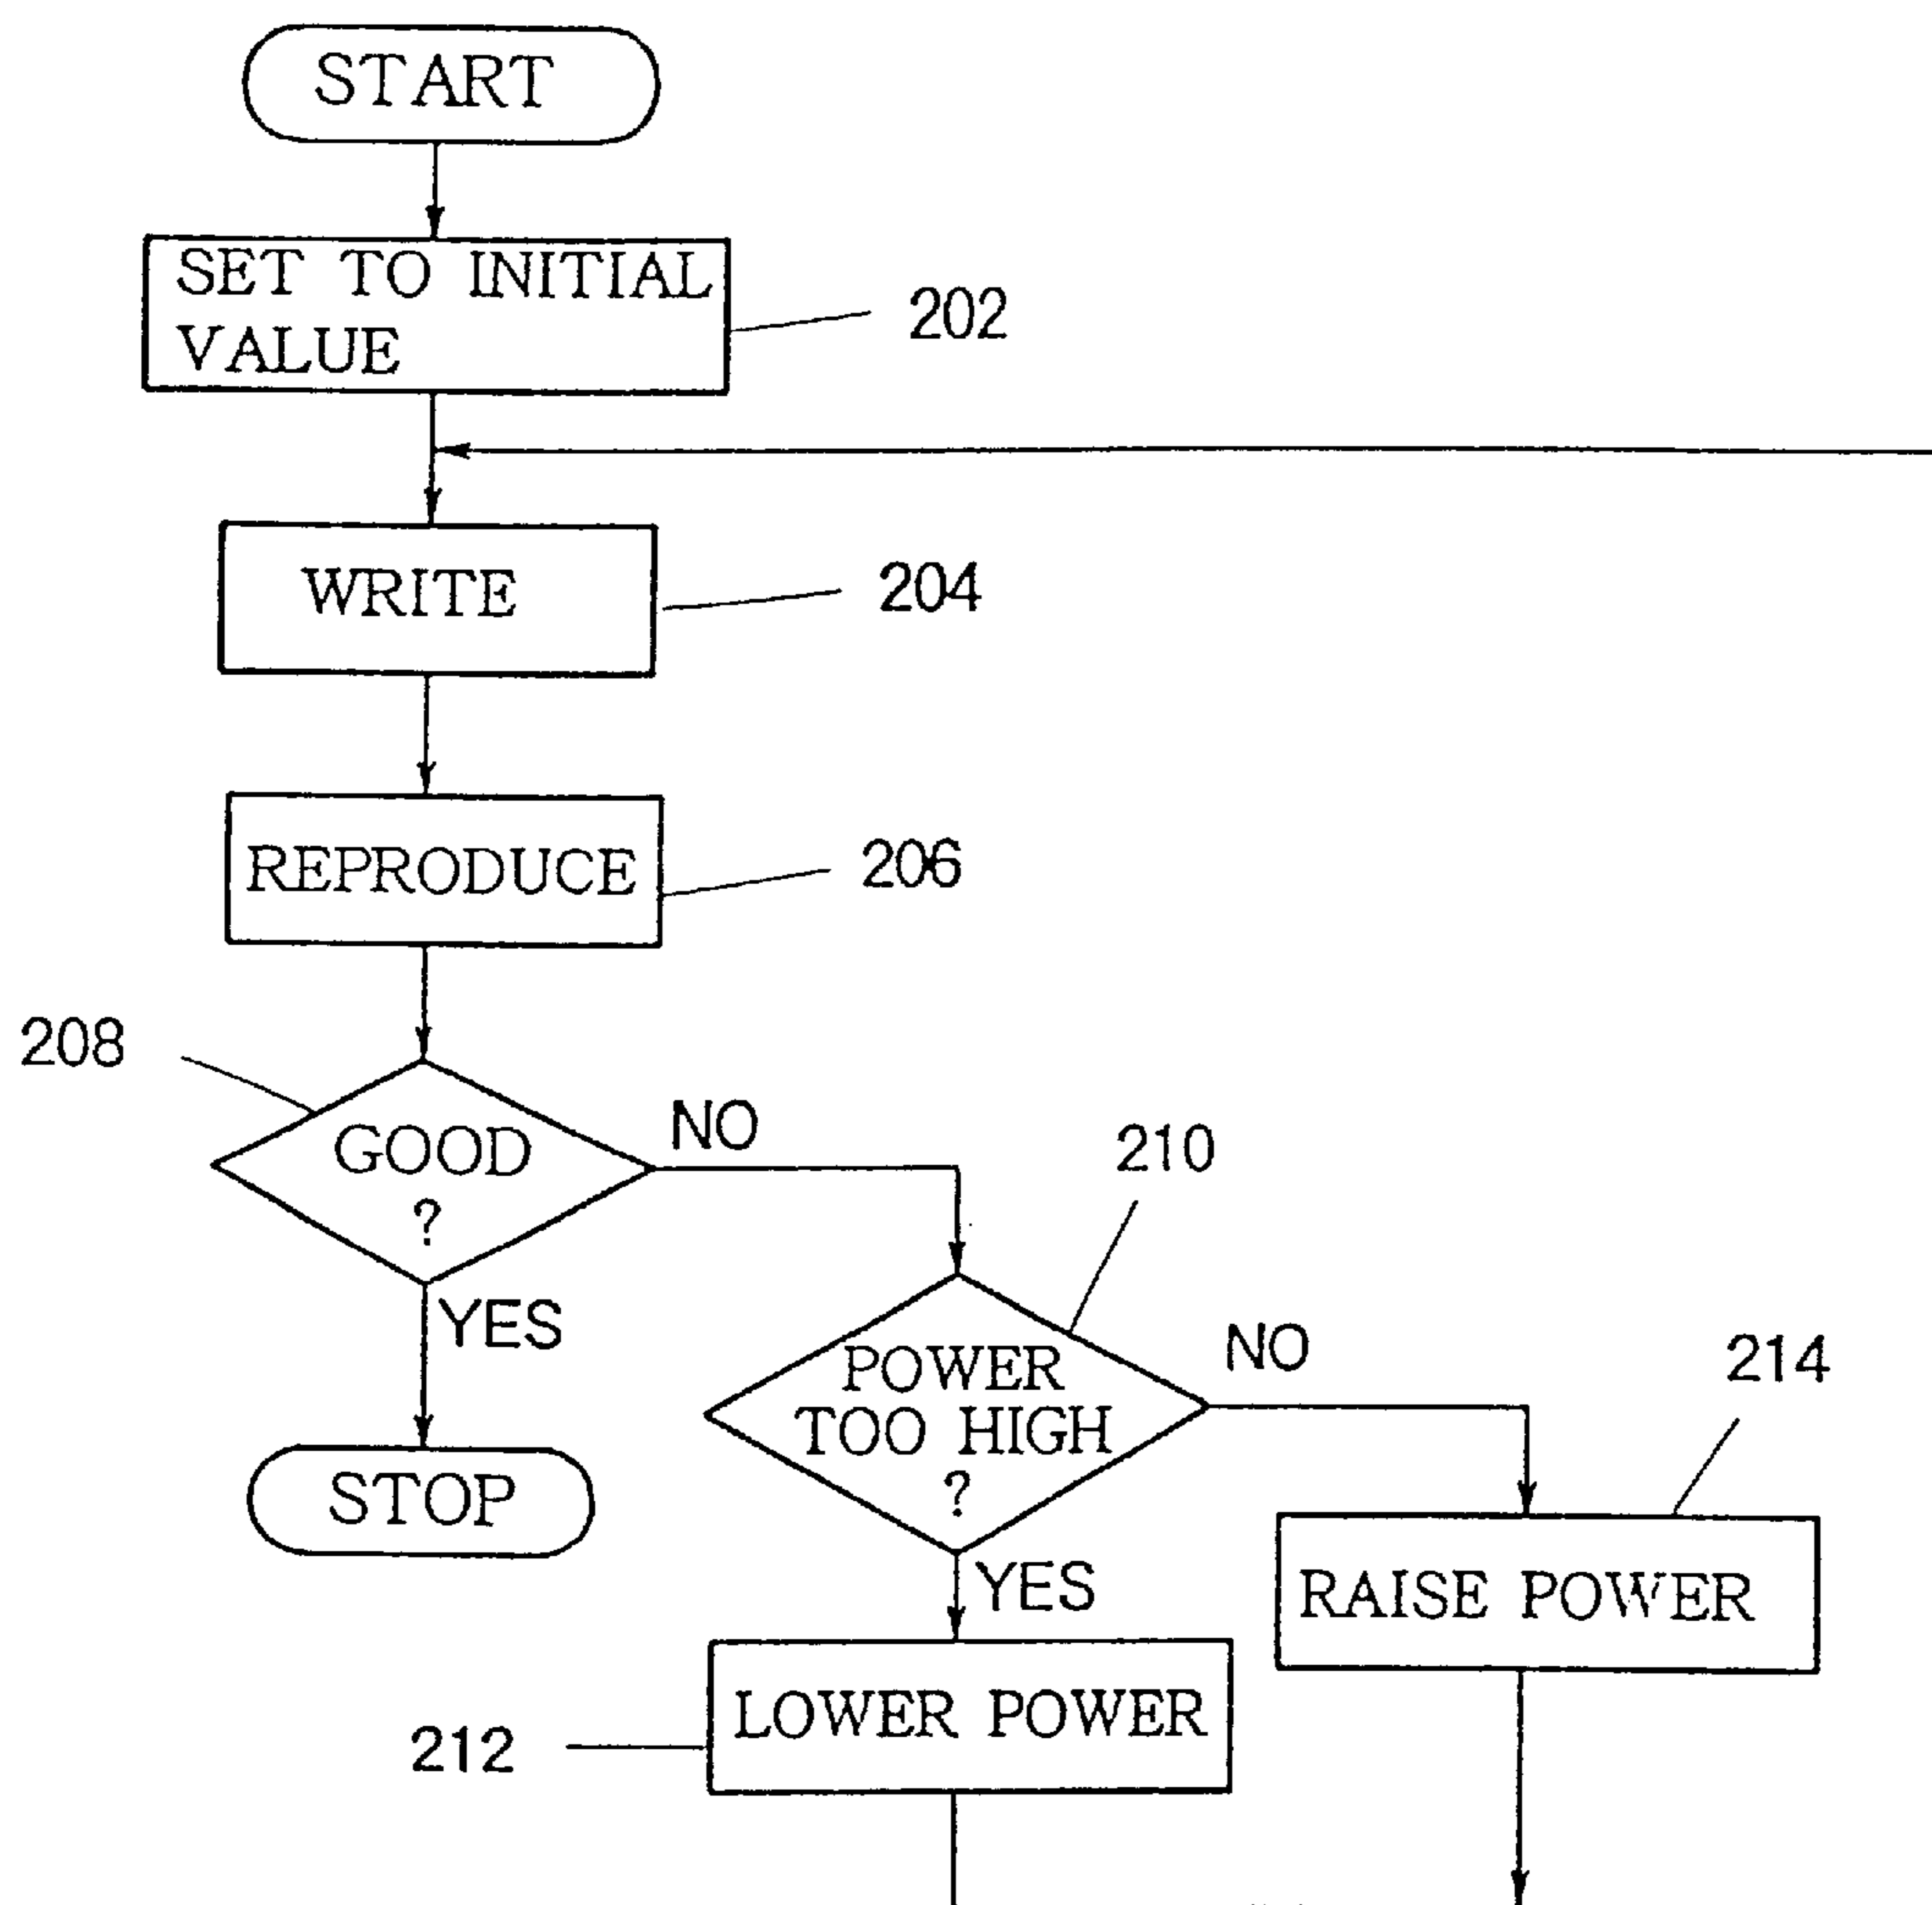 START
SET TO INITIAL
VALUE
202
WRITE
204
REPRODUCE
206
208
GOOD
?
NO
YES
STOP
210
POWER
TOO HIGH
?
NO
YES
214
RAISE POWER
LOWER POWER
212